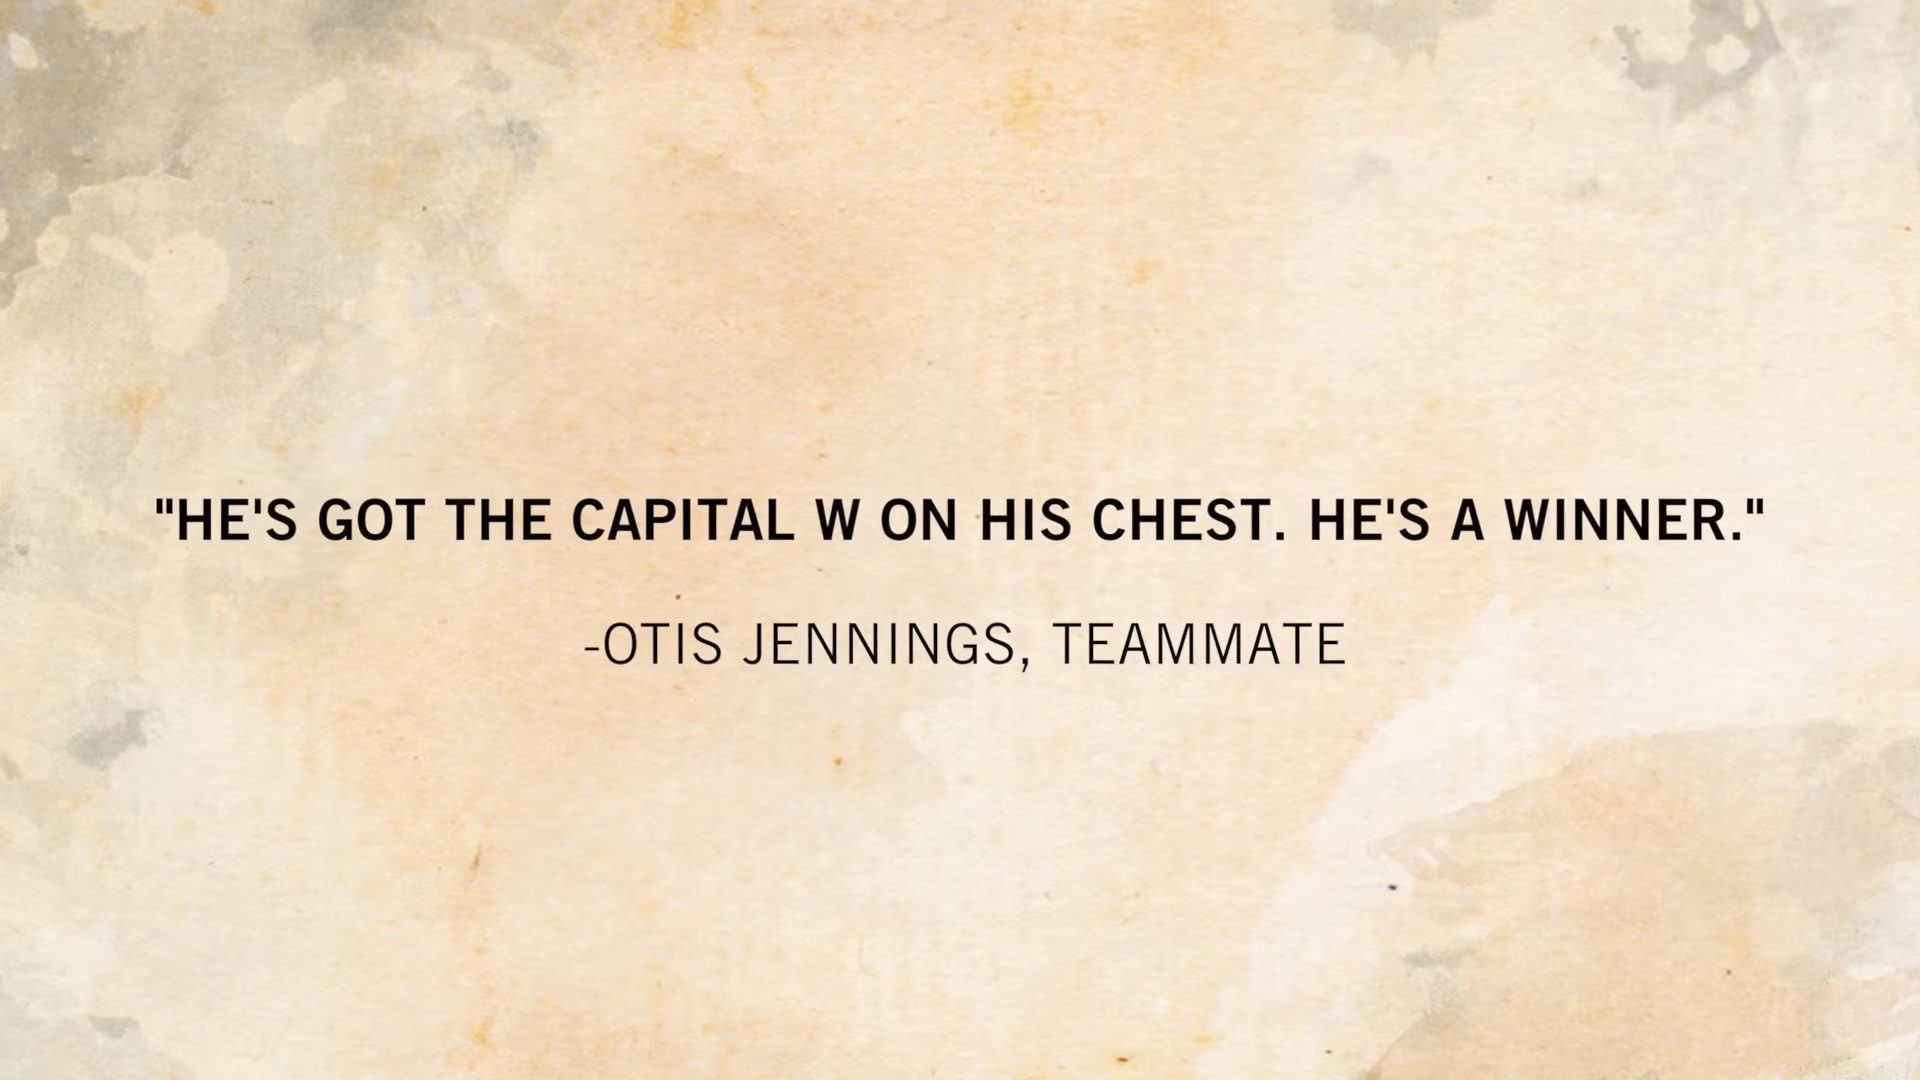 "HE'S GOT THE CAPITAL W ON HIS CHEST. HE'S A WINNER."
-OTIS JENNINGS, TEAMMATE